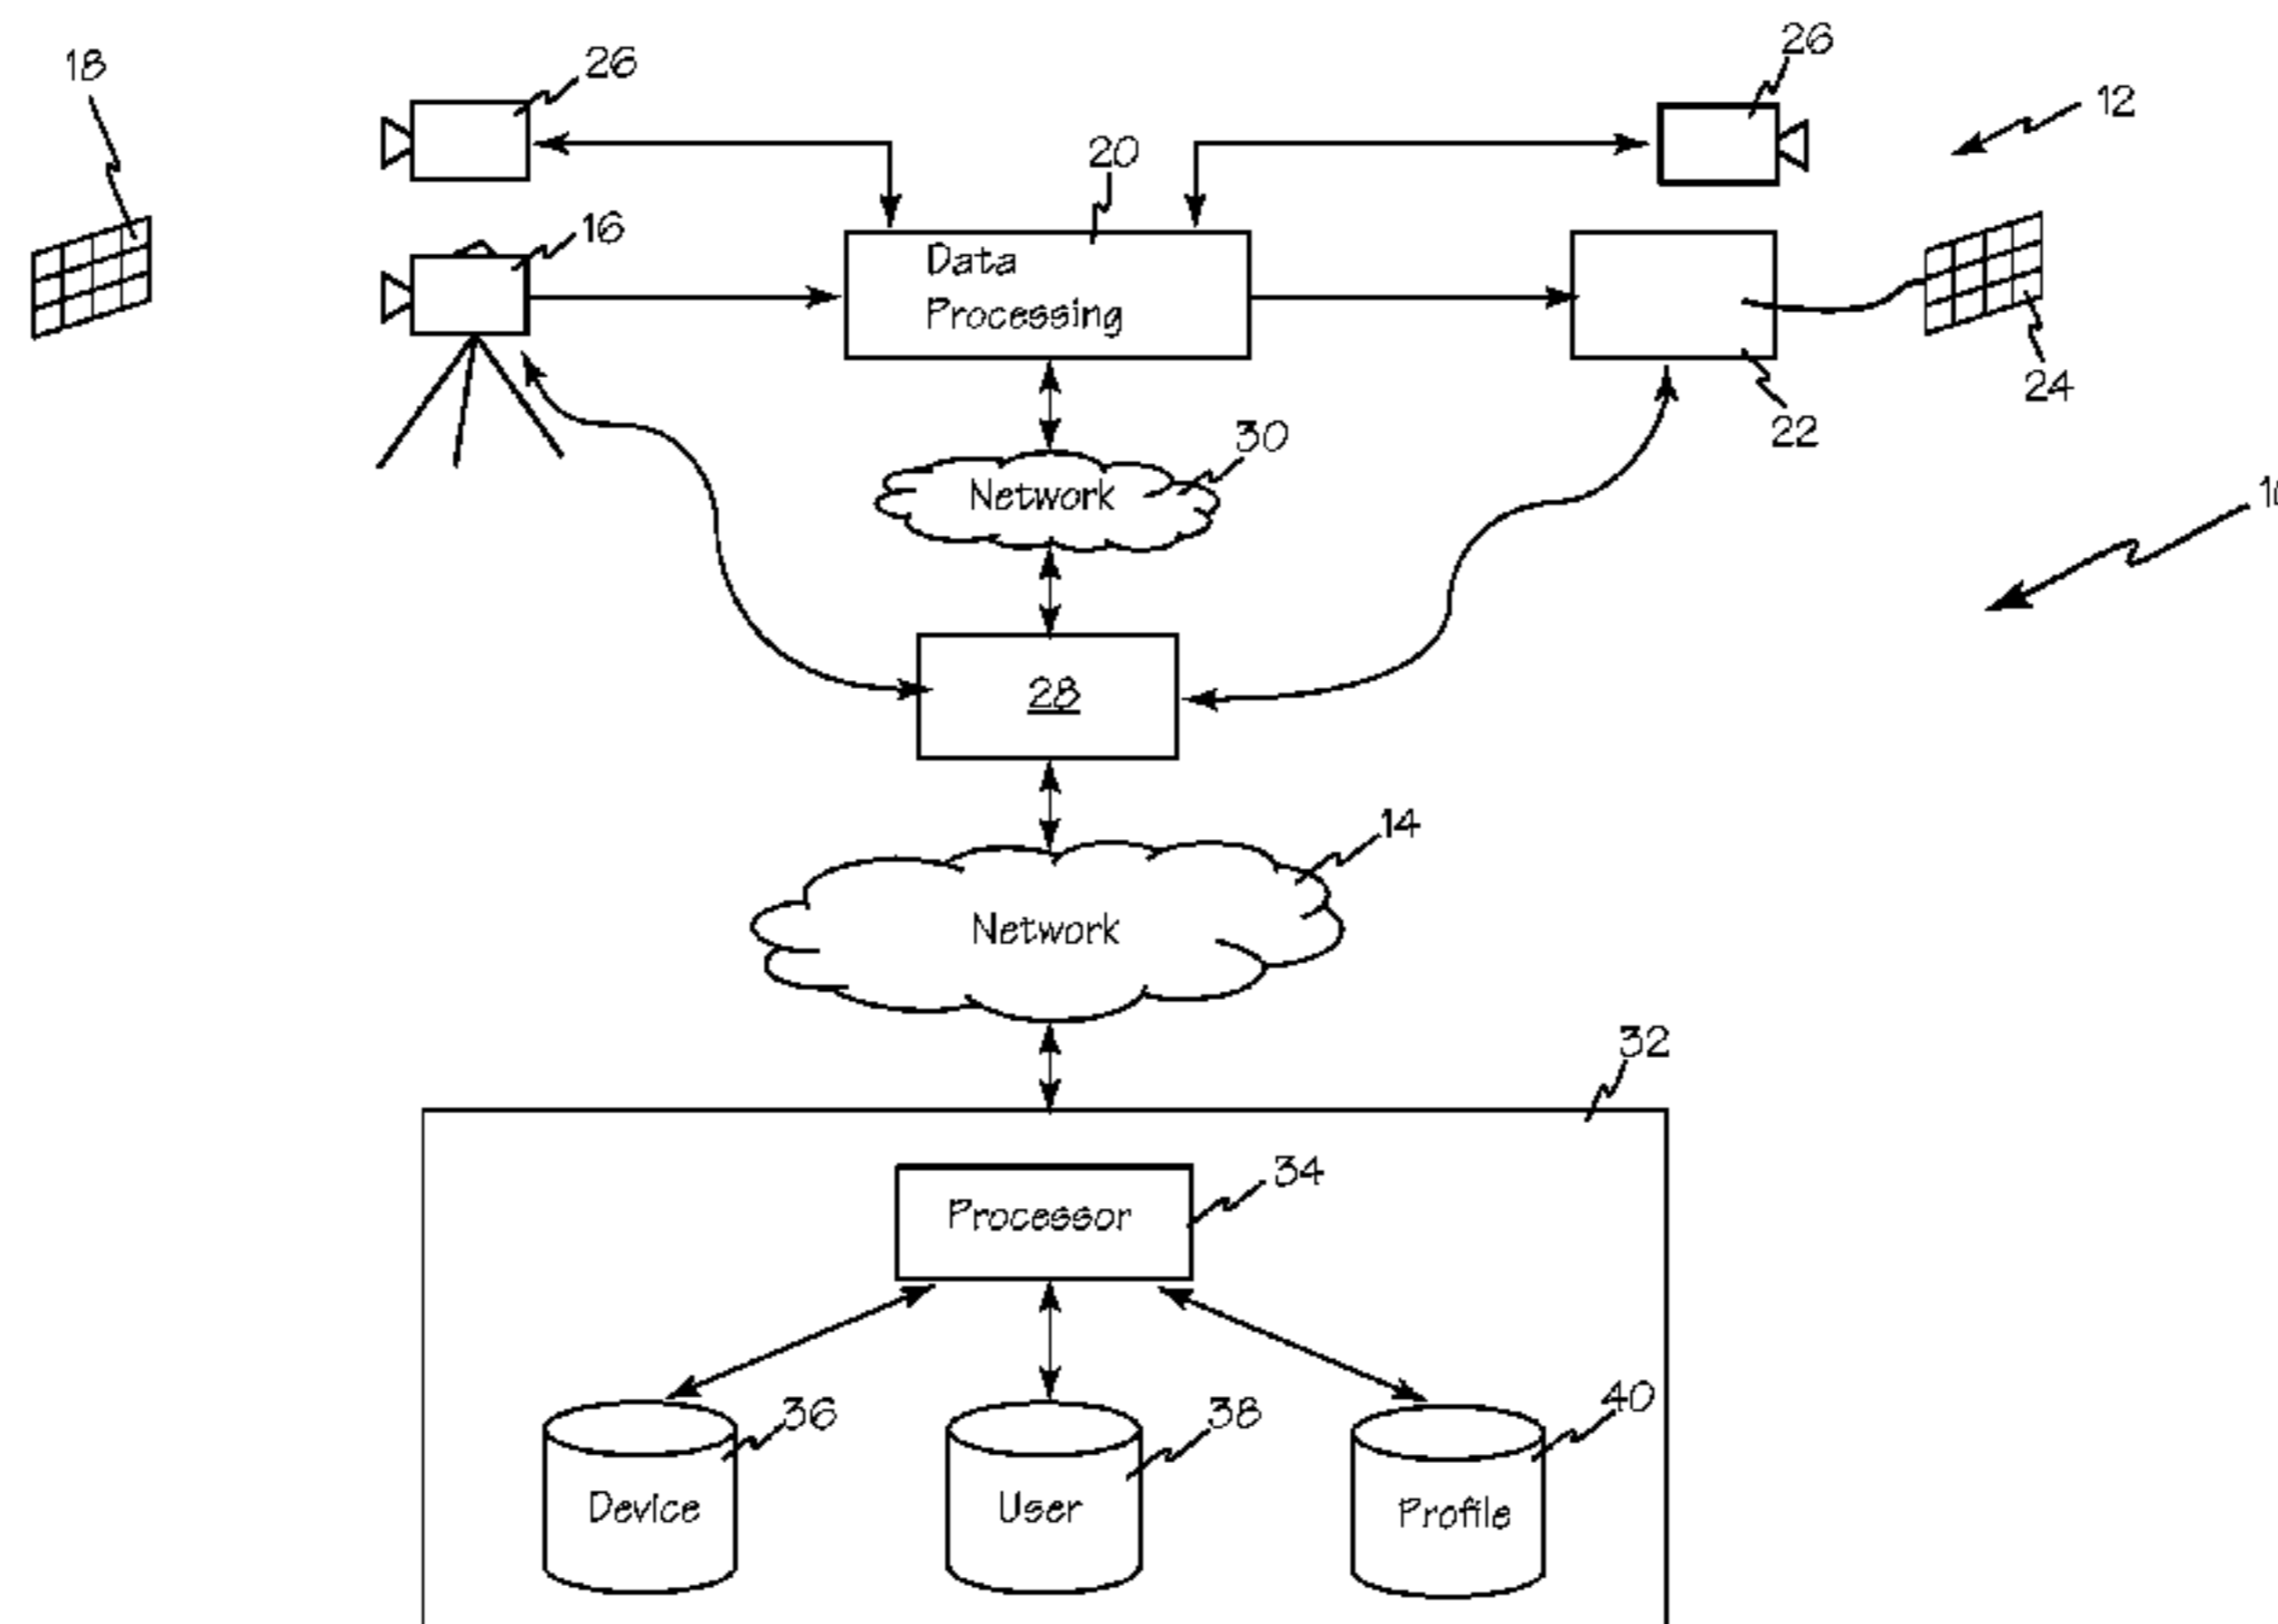 18
26
26
12
20
16
Data
Processing
24
22
30
Network
28
14
Network
32
34
Processor
36
38
40
Device
User
Profile